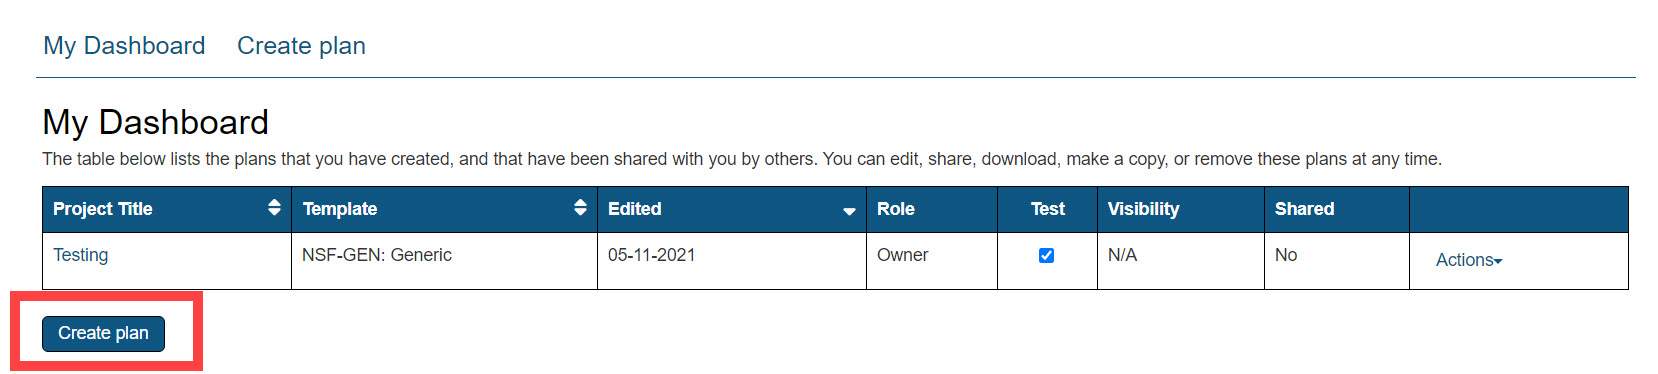 My Dashboard Create plan
My Dashboard
The table below lists the plans that you have created, and that have been shared with you by others. You can edit, share, download, make a copy, or remove these plans at any time.
Project Title Template Edited Role Test Visibility Shared
Testing NSF-GEN: Generic 05-11-2021 Owner N/A No Actions
Create plan